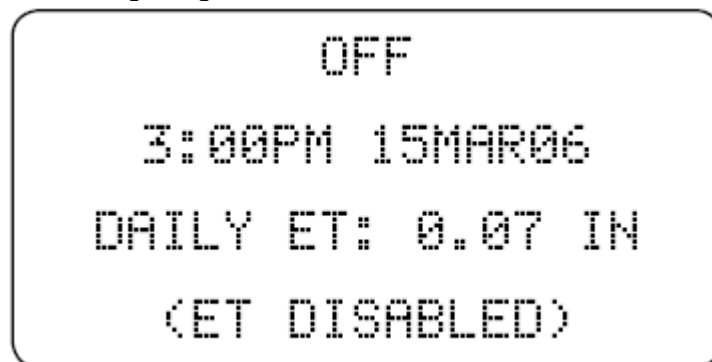 OFF
3:00PM 15MAR06
DAILY ET: 0.07 IN
(ET DISABLED)